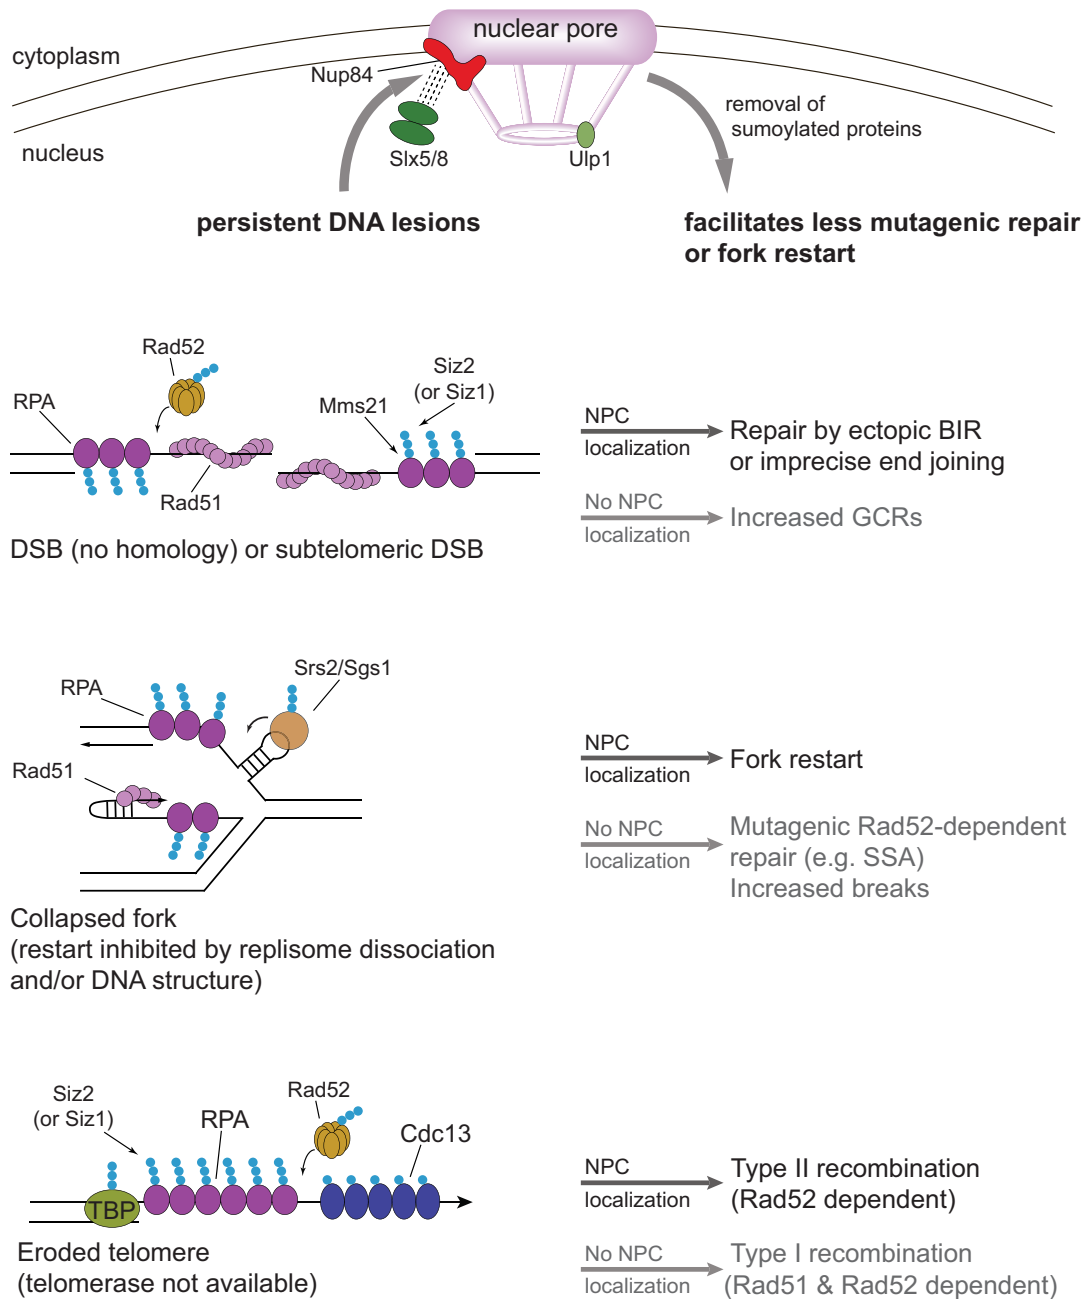 nuclear pore
cytoplasm
Nup84
nucleus
Slx5/8
Ulp1
removal of
sumoylated proteins
persistent DNA lesions
facilitates less mutagenic repair
or fork restart
Rad52
RPA
Siz2
(or Siz1)
Mms21
Rad51
DSB (no homology) or subtelomeric DSB
NPC
localization
Repair by ectopic BIR
or imprecise end joining
No NPC
localization
Increased GCRs
RPA
Srs2/Sgs1
Rad51
Collapsed fork
(restart inhibited by replisome dissociation
and/or DNA structure)
NPC
localization
Fork restart
No NPC
localization
Mutagenic Rad52-dependent
repair (e.g. SSA)
Increased breaks
Siz2
(or Siz1)
RPA
Rad52
Cdc13
TBP
Eroded telomere
(telomerase not available)
NPC
localization
Type II recombination
(Rad52 dependent)
No NPC
localization
Type I recombination
(Rad51 & Rad52 dependent)